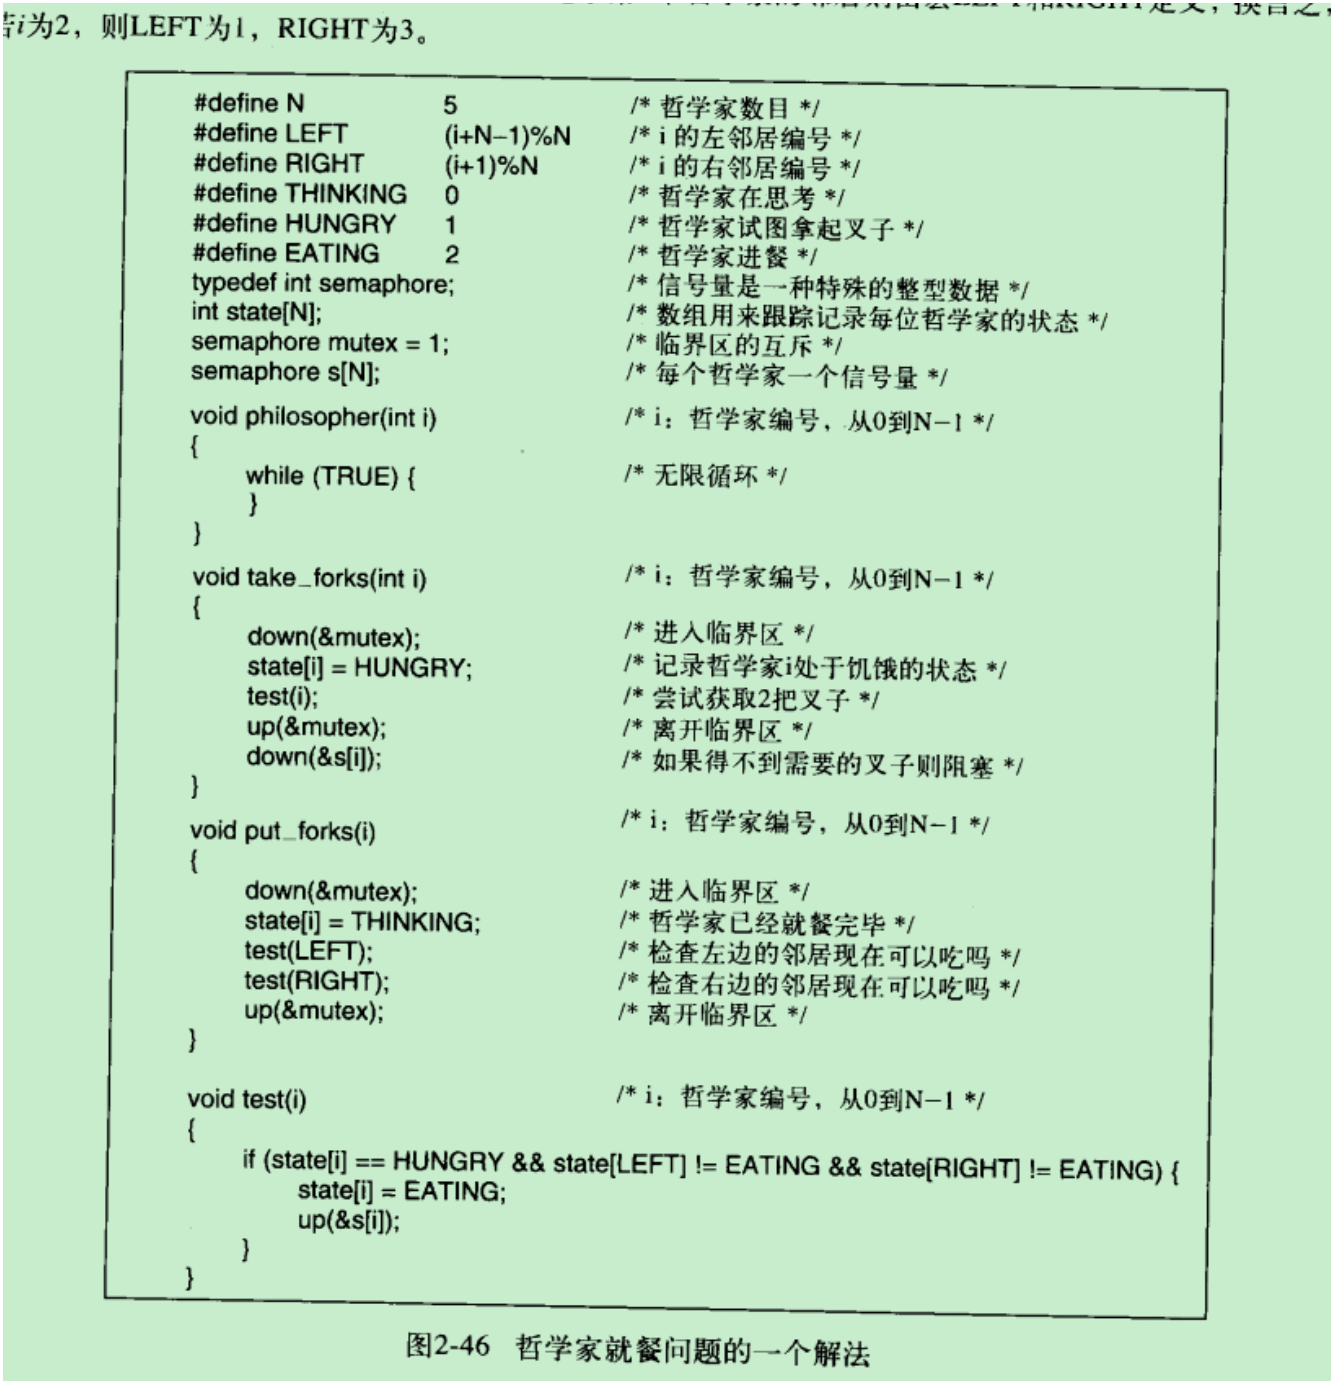 若i为2，则LEFT为1，RIGHT为3。
#define N 5 /* 哲学家数目 */
#define LEFT (i+N–1)%N /* i 的左邻居编号 */
#define RIGHT (i+1)%N /* i 的右邻居编号 */
#define THINKING 0 /* 哲学家在思考 */
#define HUNGRY 1 /* 哲学家试图拿起叉子 */
#define EATING 2 /* 哲学家进餐 */
typedef int semaphore; /* 信号量是一种特殊的整型数据 */
int state[N]; /* 数组用来跟踪记录每位哲学家的状态 */
semaphore mutex = 1; /* 临界区的互斥 */
semaphore s[N]; /* 每个哲学家一个信号量 */
void philosopher(int i) /* i：哲学家编号，从0到N–1 */
{
while (TRUE) { /* 无限循环 */
}
}
void take_forks(int i) /* i：哲学家编号，从0到N–1 */
{
down(&mutex); /* 进入临界区 */
state[i] = HUNGRY; /* 记录哲学家i处于饥饿的状态 */
test(i); /* 尝试获取2把叉子 */
up(&mutex); /* 离开临界区 */
down(&s[i]); /* 如果得不到需要的叉子则阻塞 */
}
void put_forks(i) /* i：哲学家编号，从0到N–1 */
{
down(&mutex); /* 进入临界区 */
state[i] = THINKING; /* 哲学家已经就餐完毕 */
test(LEFT); /* 检查左边的邻居现在可以吃吗 */
test(RIGHT); /* 检查右边的邻居现在可以吃吗 */
up(&mutex); /* 离开临界区 */
}
void test(i) /* i：哲学家编号，从0到N–1 */
{
if (state[i] == HUNGRY && state[LEFT] != EATING && state[RIGHT] != EATING) {
state[i] = EATING;
up(&s[i]);
}
}
图2-46 哲学家就餐问题的一个解法